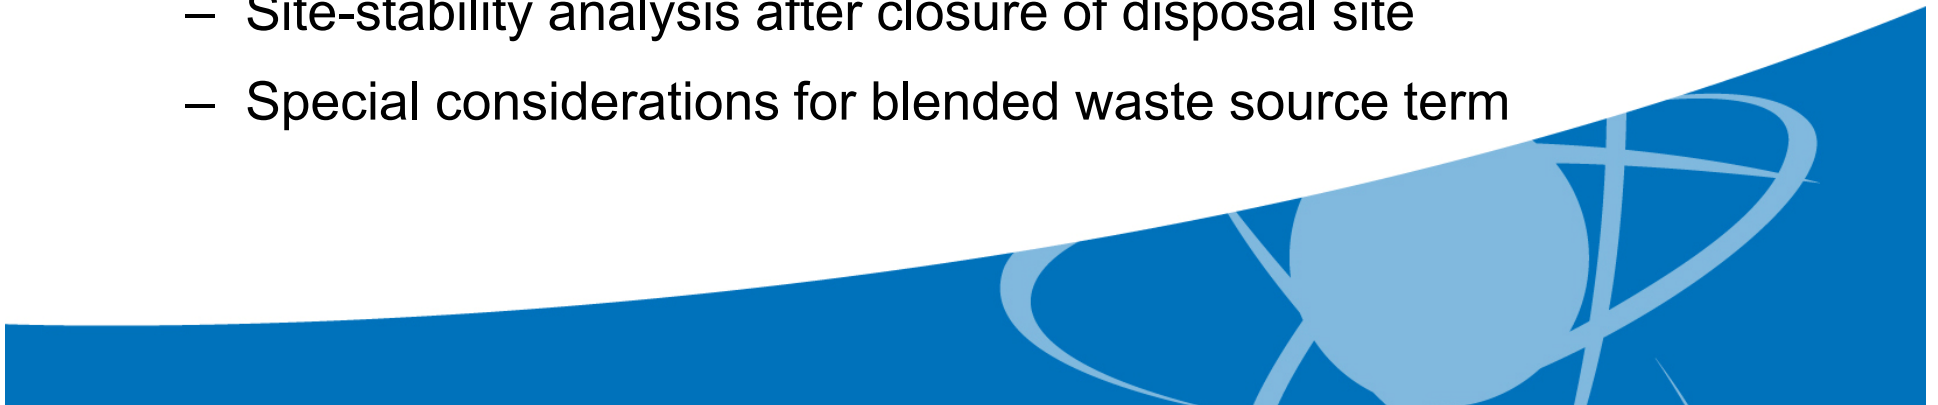 – Site-stability analysis after closure of disposal site
– Special considerations for blended waste source term